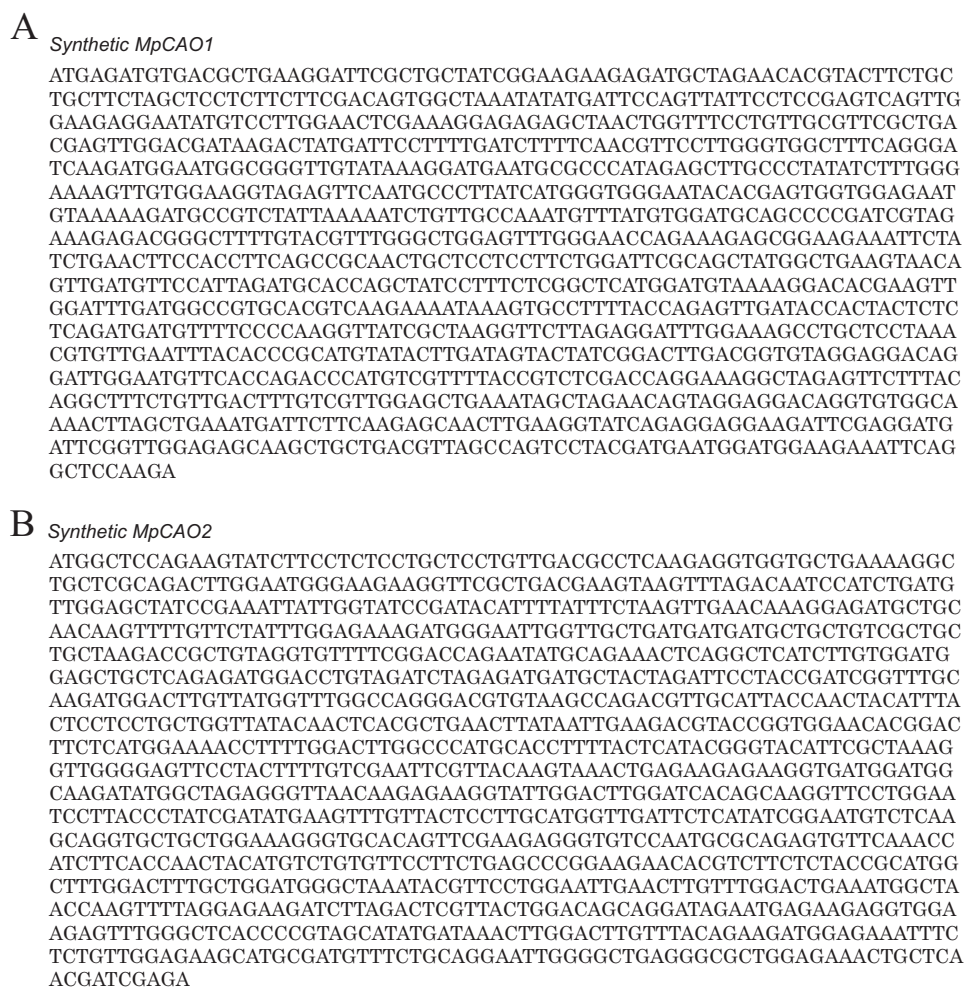 A
Synthetic MpCAO1
ATGAGATGTGACGCTGAAGGATTCGCTGCTATCGGAAGAAGAGATGCTAGAACACGTACTTCTGC
TGCTTCTAGCTCCTCTTCTTCGACAGTGGCTAAATATATGATTCCAGTTATTCCTCCGAGTCAGTTG
GAAGAGGAATATGTCCTTGGAACTCGAAAGGAGAGAGCTAACTGGTTTCCTGTTGCGTTCGCTGA
CGAGTTGGACGATAAGACTATGATTCCTTTTGATCTTTTCAACGTTCCTTGGGTGGCTTTCAGGGA
TCAAGATGGAATGGCGGGTTGTATAAAGGATGAATGCGCCCATAGAGCTTGCCCTATATCTTTGGG
AAAAGTTGTGGAAGGTAGAGTTCAATGCCCTTATCATGGGTGGGAATACACGAGTGGTGGAGAAT
GTAAAAAGATGCCGTCTATTAAAAATCTGTTGCCAAATGTTTATGTGGATGCAGCCCCGATCGTAG
AAAGAGACGGGCTTTTGTACGTTTGGGCTGGAGTTTGGGAACCAGAAAGAGCGGAAGAAATTCTA
TCTGAACTTCCACCTTCAGCCGCAACTGCTCCTCCTTCTGGATTCGCAGCTATGGCTGAAGTAACA
GTTGATGTTCCATTAGATGCACCAGCTATCCTTTCTCGGCTCATGGATGTAAAAGGACACGAAGTT
GGATTTGATGGCCGTGCACGTCAAGAAAATAAAGTGCCTTTTACCAGAGTTGATACCACTACTCTC
TCAGATGATGTTTTCCCCAAGGTTATCGCTAAGGTTCTTAGAGGATTTGGAAAGCCTGCTCCTAAA
CGTGTTGAATTTACACCCGCATGTATACTTGATAGTACTATCGGACTTGACGGTGTAGGAGGACAG
GATTGGAATGTTCACCAGACCCATGTCGTTTTACCGTCTCGACCAGGAAAGGCTAGAGTTCTTTAC
AGGCTTTCTGTTGACTTTGTCGTTGGAGCTGAAATAGCTAGAACAGTAGGAGGACAGGTGTGGCA
AAACTTAGCTGAAATGATTCTTCAAGAGCAACTTGAAGGTATCAGAGGAGGAAGATTCGAGGATG
ATTCGGTTGGAGAGCAAGCTGCTGACGTTAGCCAGTCCTACGATGAATGGATGGAAGAAATTCAG
GCTCCAAGA
B
Synthetic MpCAO2
ATGGCTCCAGAAGTATCTTCCTCTCCTGCTCCTGTTGACGCCTCAAGAGGTGGTGCTGAAAAGGC
TGCTCGCAGACTTGGAATGGGAAGAAGGTTCGCTGACGAAGTAAGTTTAGACAATCCATCTGATG
TTGGAGCTATCCGAAATTATTGGTATCCGATACATTTTATTTCTAAGTTGAACAAAGGAGATGCTGC
AACAAGTTTTGTTCTATTTGGAGAAAGATGGGAATTGGTTGCTGATGATGATGCTGCTGTCGCTGC
TGCTAAGACCGCTGTAGGTGTTTTCGGACCAGAATATGCAGAAACTCAGGCTCATCTTGTGGATG
GAGCTGCTCAGAGATGGACCTGTAGATCTAGAGATGATGCTACTAGATTCCTACCGATCGGTTTGC
AAGATGGACTTGTTATGGTTTGGCCAGGGACGTGTAAGCCAGACGTTGCATTACCAACTACATTTA
CTCCTCCTGCTGGTTATACAACTCACGCTGAACTTATAATTGAAGACGTACCGGTGGAACACGGAC
TTCTCATGGAAAACCTTTTGGACTTGGCCCATGCACCTTTTACTCATACGGGTACATTCGCTAAAG
GTTGGGGAGTTCCTACTTTTGTCGAATTCGTTACAAGTAAACTGAGAAGAGAAGGTGATGGATGG
CAAGATATGGCTAGAGGGTTAACAAGAGAAGGTATTGGACTTGGATCACAGCAAGGTTCCTGGAA
TCCTTACCCTATCGATATGAAGTTTGTTACTCCTTGCATGGTTGATTCTCATATCGGAATGTCTCAA
GCAGGTGCTGCTGGAAAGGGTGCACAGTTCGAAGAGGGTGTCCAATGCGCAGAGTGTTCAAACC
ATCTTCACCAACTACATGTCTGTGTTCCTTCTGAGCCCGGAAGAACACGTCTTCTCTACCGCATGG
CTTTGGACTTTGCTGGATGGGCTAAATACGTTCCTGGAATTGAACTTGTTTGGACTGAAATGGCTA
ACCAAGTTTTAGGAGAAGATCTTAGACTCGTTACTGGACAGCAGGATAGAATGAGAAGAGGTGGA
AGAGTTTGGGCTCACCCCGTAGCATATGATAAACTTGGACTTGTTTACAGAAGATGGAGAAATTTC
TCTGTTGGAGAAGCATGCGATGTTTCTGCAGGAATTGGGGCTGAGGGCGCTGGAGAAACTGCTCA
ACGATCGAGA